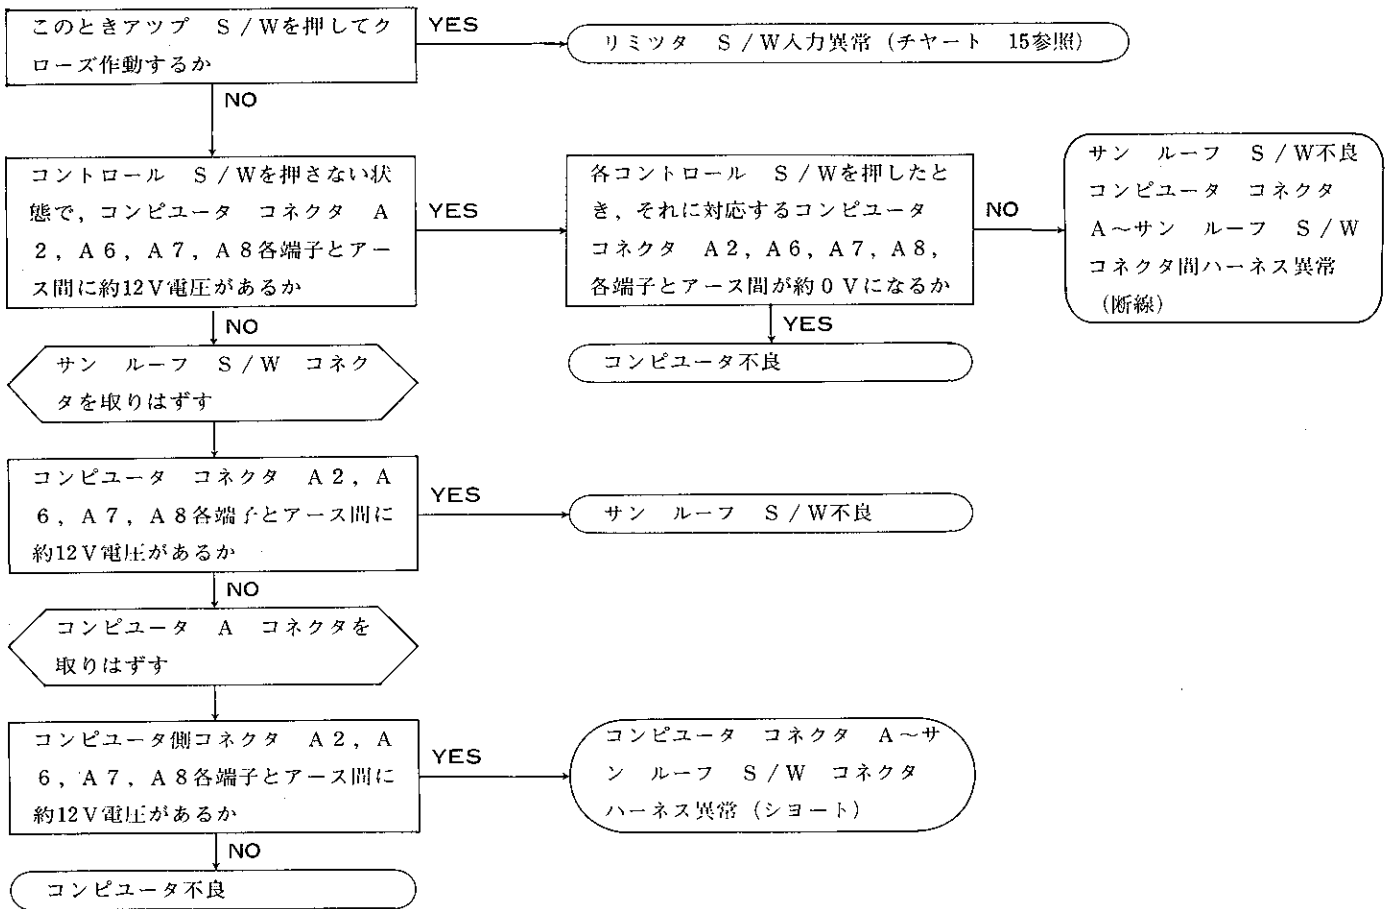 このときアツプ　S／Wを押してク
ローズ作動するか
YES
リミツタ　S／W入力異常（チヤート　15参照）
NO
コントロール　S／Wを押さない状
態で，コンピユータ　コネクタ　A
2，A6，A7，A8各端子とアー
ス間に約12V電圧があるか
YES
各コントロール　S／Wを押したと
き，それに対応するコンピユータ
コネクタ　A2，A6，A7，A8，
各端子とアース間が約0Vになるか
NO
サン　ルーフ　S／W不良
コンピユータ　コネクタ
A～サン　ルーフ　S／W
コネクタ間ハーネス異常
（断線）
NO
YES
サン　ルーフ　S／W　コネク
タを取りはずす
コンピユータ不良
コンピユータ　コネクタ　A2，A
6，A7，A8各端子とアース間に
約12V電圧があるか
YES
サン　ルーフ　S／W不良
NO
コンピユータ　A　コネクタを
取りはずす
コンピユータ側コネクタ　A2，A
6，A7，A8各端子とアース間に
約12V電圧があるか
YES
コンピユータ　コネクタ　A～サ
ン　ルーフ　S／W　コネクタ
ハーネス異常（シヨート）
NO
コンピユータ不良